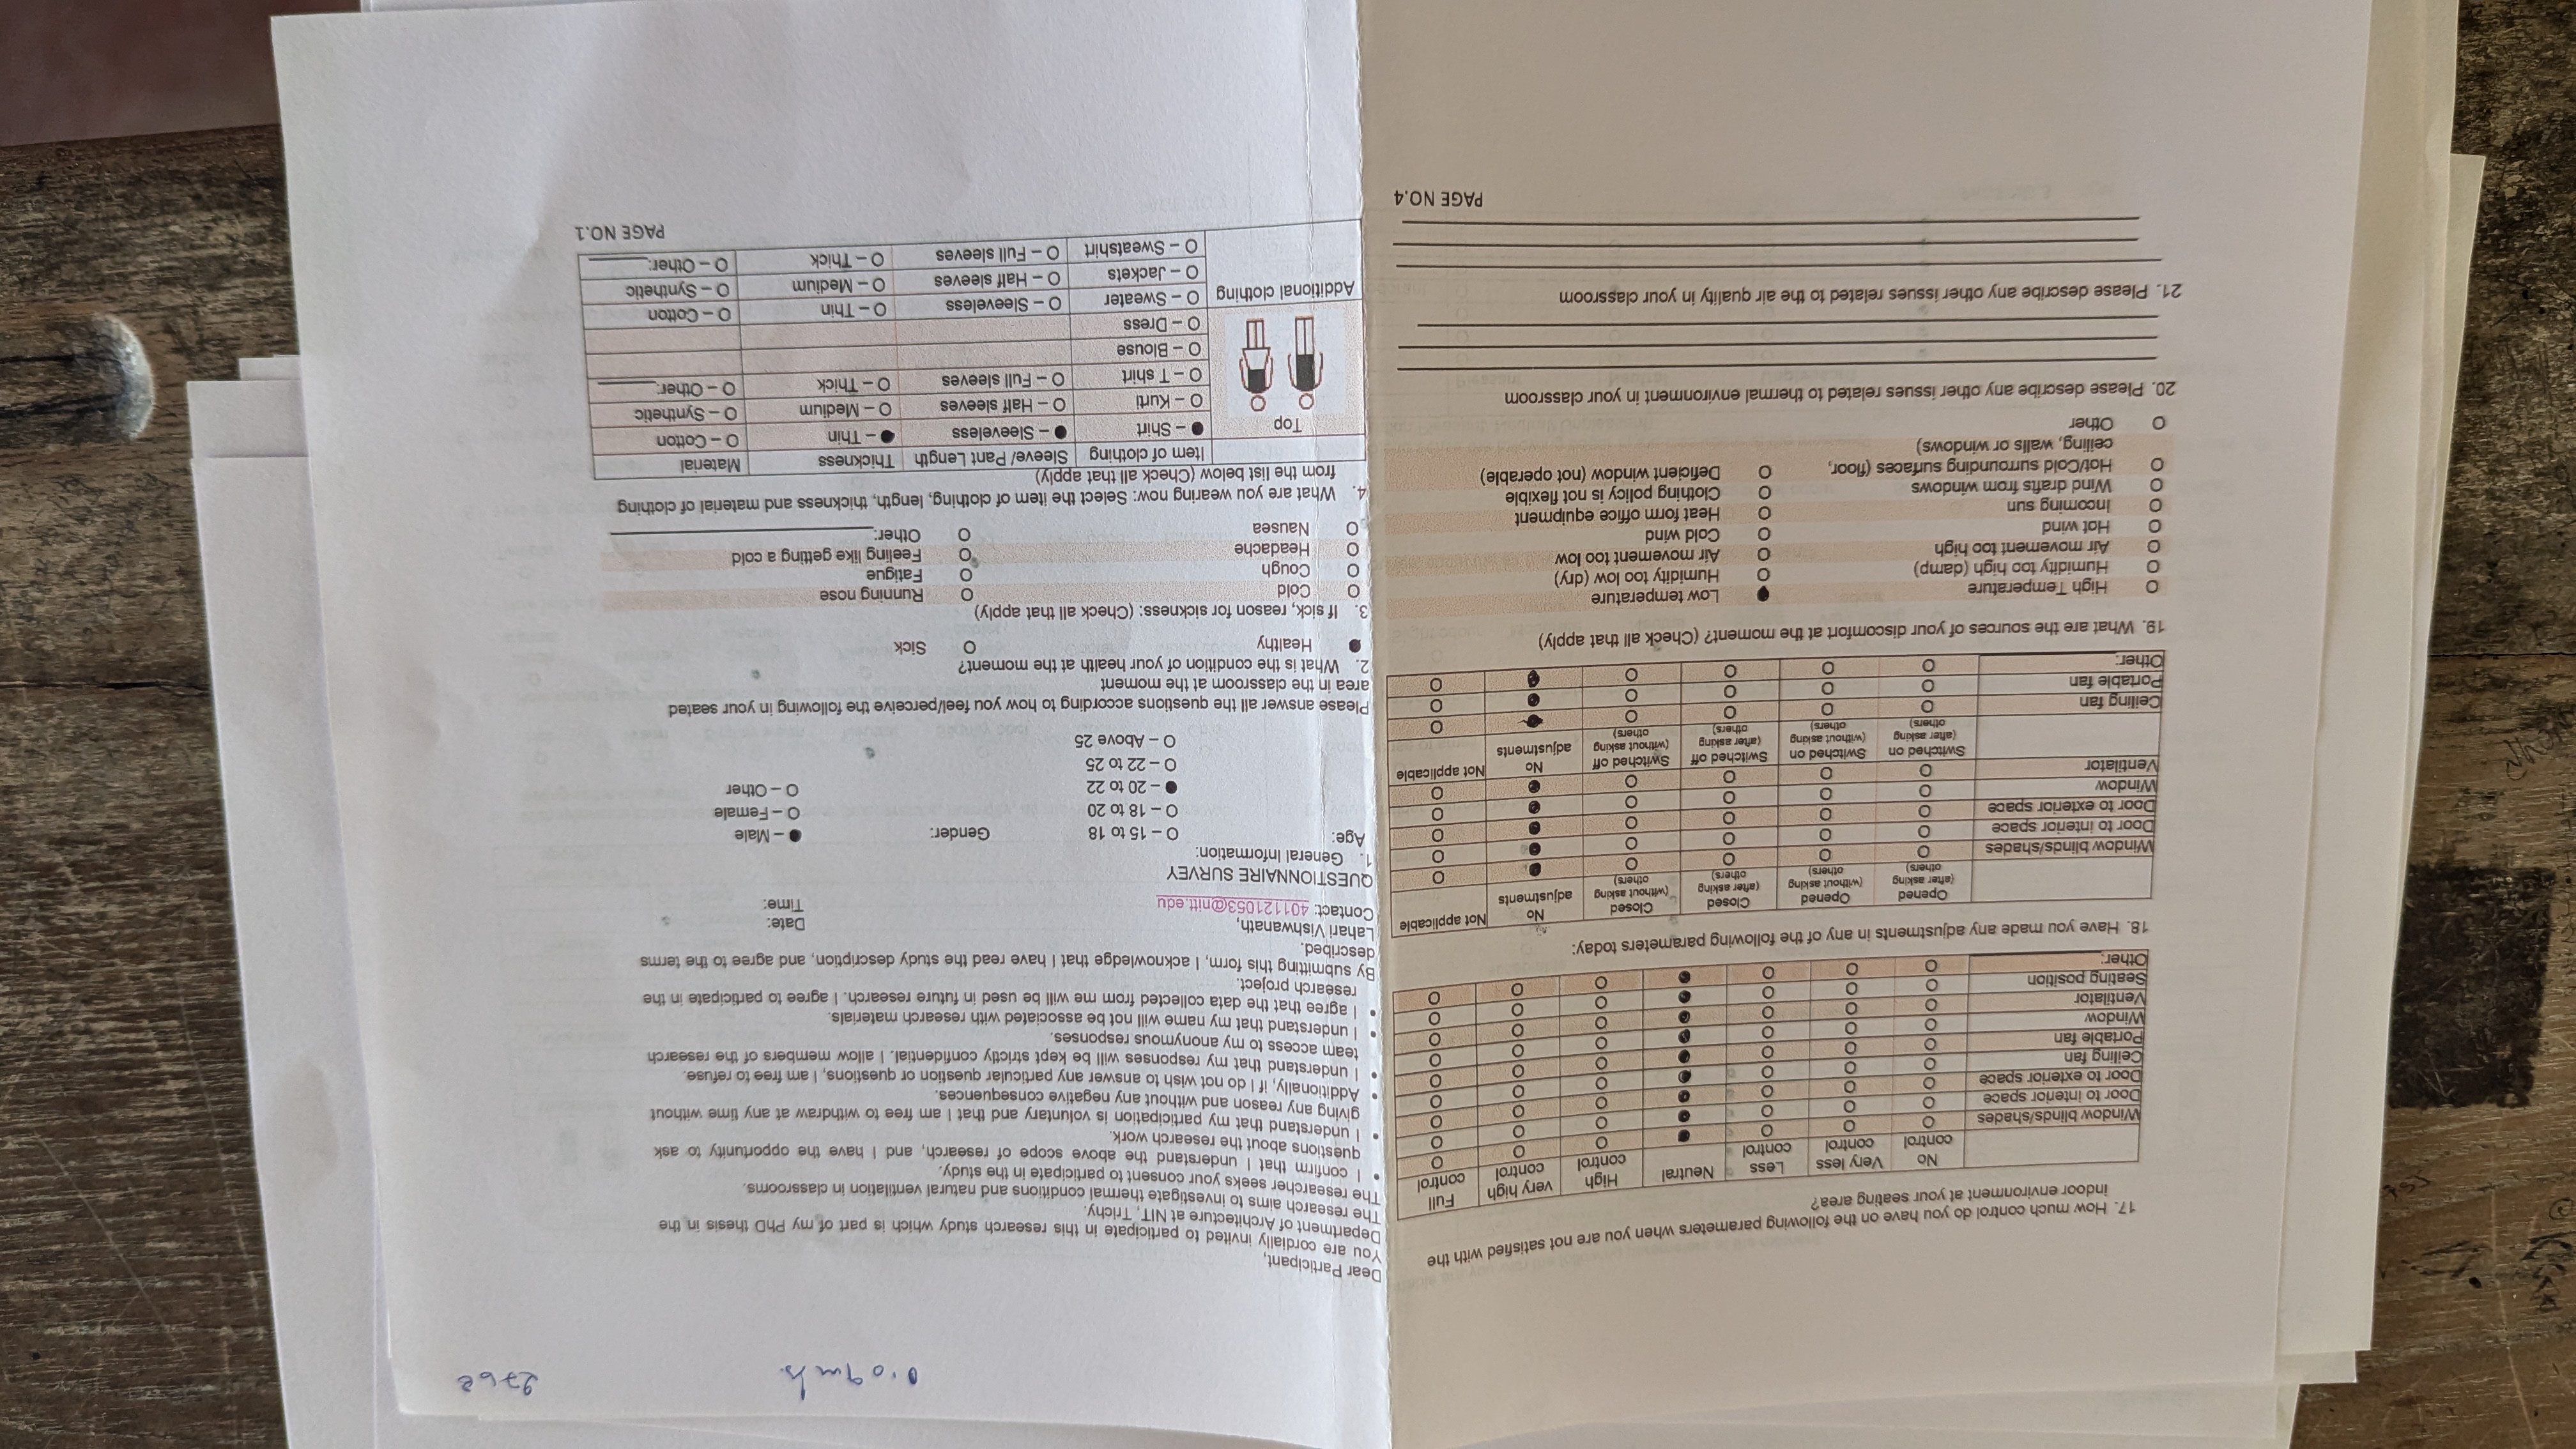 17. How much control do you have on the following parameters when you are not satisfied with the
indoor environment at your seating area?
No control Very less control Less control Neutral High control very high control Full control
Window blinds/shades O O O ● O O O
Door to interior space O O O ● O O O
Door to exterior space O O O ● O O O
Ceiling fan O O O ● O O O
Portable fan O O O ● O O O
Window O O O ● O O O
Ventilator O O O ● O O O
Seating position O O O ● O O O
Other: O O O ● O O O
18. Have you made any adjustments in any of the following parameters today:
Opened (after asking others) Opened (without asking others) Closed (after asking others) Closed (without asking others) No adjustments Not applicable
Window blinds/shades O O O O ● O
Door to interior space O O O O ● O
Door to exterior space O O O O ● O
Window O O O O ● O
Ventilator O O O O ● O
Switched on (after asking others) Switched on (without asking others) Switched off (after asking others) Switched off (without asking others) No adjustments Not applicable
Ceiling fan O O O O ● O
Portable fan O O O O ● O
Other: O O O O ● O
19. What are the sources of your discomfort at the moment? (Check all that apply)
O High Temperature ● Low temperature
O Humidity too high (damp) O Humidity too low (dry)
O Air movement too high O Air movement too low
O Hot wind O Cold wind
O Incoming sun O Heat form office equipment
O Wind drafts from windows O Clothing policy is not flexible
O Hot/Cold surrounding surfaces (floor, O Deficient window (not operable)
ceiling, walls or windows)
O Other
20. Please describe any other issues related to thermal environment in your classroom
21. Please describe any other issues related to the air quality in your classroom
PAGE NO.4
0.09m/s. 2768
Dear Participant,
You are cordially invited to participate in this research study which is part of my PhD thesis in the
Department of Architecture at NIT, Trichy.
The research aims to investigate thermal conditions and natural ventilation in classrooms.
The researcher seeks your consent to participate in the study.
• I confirm that I understand the above scope of research, and I have the opportunity to ask
questions about the research work.
• I understand that my participation is voluntary and that I am free to withdraw at any time without
giving any reason and without any negative consequences.
• Additionally, if I do not wish to answer any particular question or questions, I am free to refuse.
• I understand that my responses will be kept strictly confidential. I allow members of the research
team access to my anonymous responses.
• I understand that my name will not be associated with research materials.
• I agree that the data collected from me will be used in future research. I agree to participate in the
research project.
By submitting this form, I acknowledge that I have read the study description, and agree to the terms
described.
Lahari Vishwanath, Date:
Contact: 401121053@nitt.edu Time:
QUESTIONNAIRE SURVEY
1. General Information:
Age: O – 15 to 18 Gender: ● – Male
O – 18 to 20 O – Female
● – 20 to 22 O – Other
O – 22 to 25
O – Above 25
Please answer all the questions according to how you feel/perceive the following in your seated
area in the classroom at the moment
2. What is the condition of your health at the moment?
● Healthy O Sick
3. If sick, reason for sickness: (Check all that apply)
O Cold O Running nose
O Cough O Fatigue
O Headache O Feeling like getting a cold
O Nausea O Other:
4. What are you wearing now: Select the item of clothing, length, thickness and material of clothing
from the list below (Check all that apply)
Item of clothing Sleeve/ Pant Length Thickness Material
Top ● – Shirt ● – Sleeveless ● – Thin O – Cotton
O – Kurti O – Half sleeves O – Medium O – Synthetic
O – T shirt O – Full sleeves O – Thick O – Other:
O – Blouse
O – Dress
Additional clothing O – Sweater O – Sleeveless O – Thin O – Cotton
O – Jackets O – Half sleeves O – Medium O – Synthetic
O – Sweatshirt O – Full sleeves O – Thick O – Other:
PAGE NO.1